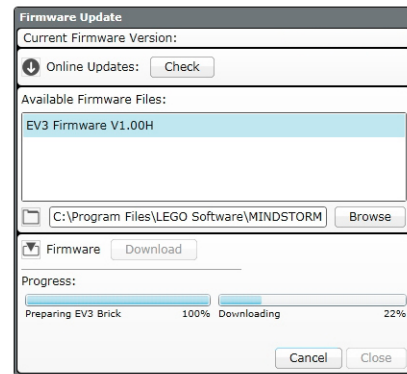 Firmware Update
Current Firmware Version:
Online Updates: Check
Available Firmware Files:
EV3 Firmware V1.00H
C:\Program Files\LEGO Software\MINDSTORM Browse
Firmware Download
Progress:
Preparing EV3 Brick 100% Downloading 22%
Cancel Close